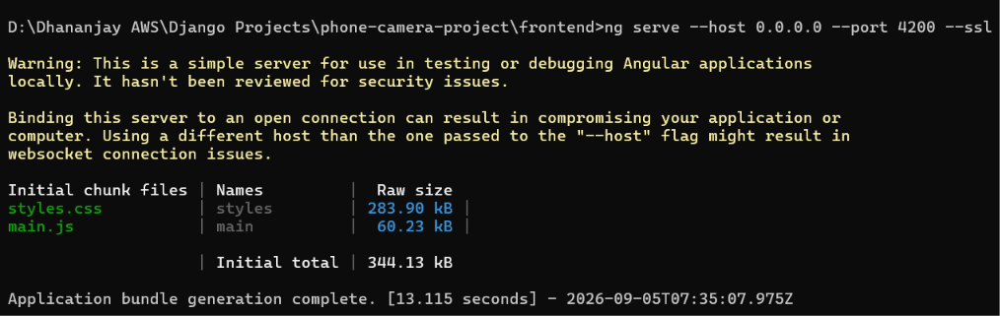 D:\Dhananjay AWS\Django Projects\phone-camera-project\frontend>ng serve --host 0.0.0.0 --port 4200 --ssl
Warning: This is a simple server for use in testing or debugging Angular applications
locally. It hasn't been reviewed for security issues.
Binding this server to an open connection can result in compromising your application or
computer. Using a different host than the one passed to the "--host" flag might result in
websocket connection issues.
Initial chunk files | Names | Raw size
styles.css | styles | 283.90 kB |
main.js | main | 60.23 kB |
| Initial total | 344.13 kB
Application bundle generation complete. [13.115 seconds] - 2026-09-05T07:35:07.975Z